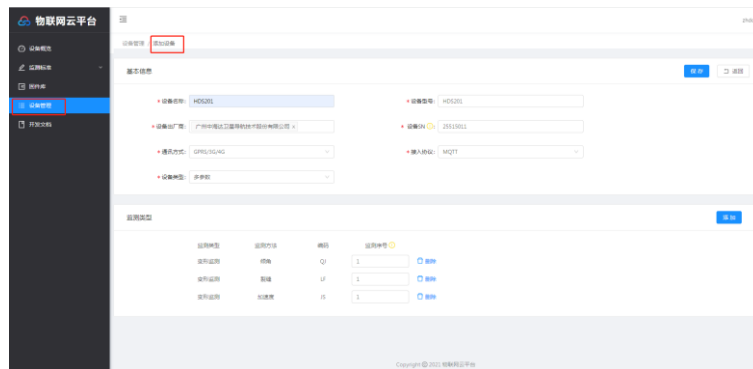 物联网云平台
设备概览
监测标准
固件库
设备管理
开发文档
设备管理 / 添加设备
基本信息
保存
返回
* 设备名称: HDS201
* 设备型号: HDS201
* 设备出厂商: 广州中海达卫星导航技术股份有限公司 ×
* 设备SN : 25515011
* 通讯方式: GPRS/3G/4G
* 接入协议: MQTT
* 设备类型: 多参数
监测类型
添加
监测类型 监测方法 编码 监测序号
变形监测 倾角 QJ 1 删除
变形监测 裂缝 LF 1 删除
变形监测 加速度 JS 1 删除
Copyright © 2021 物联网云平台